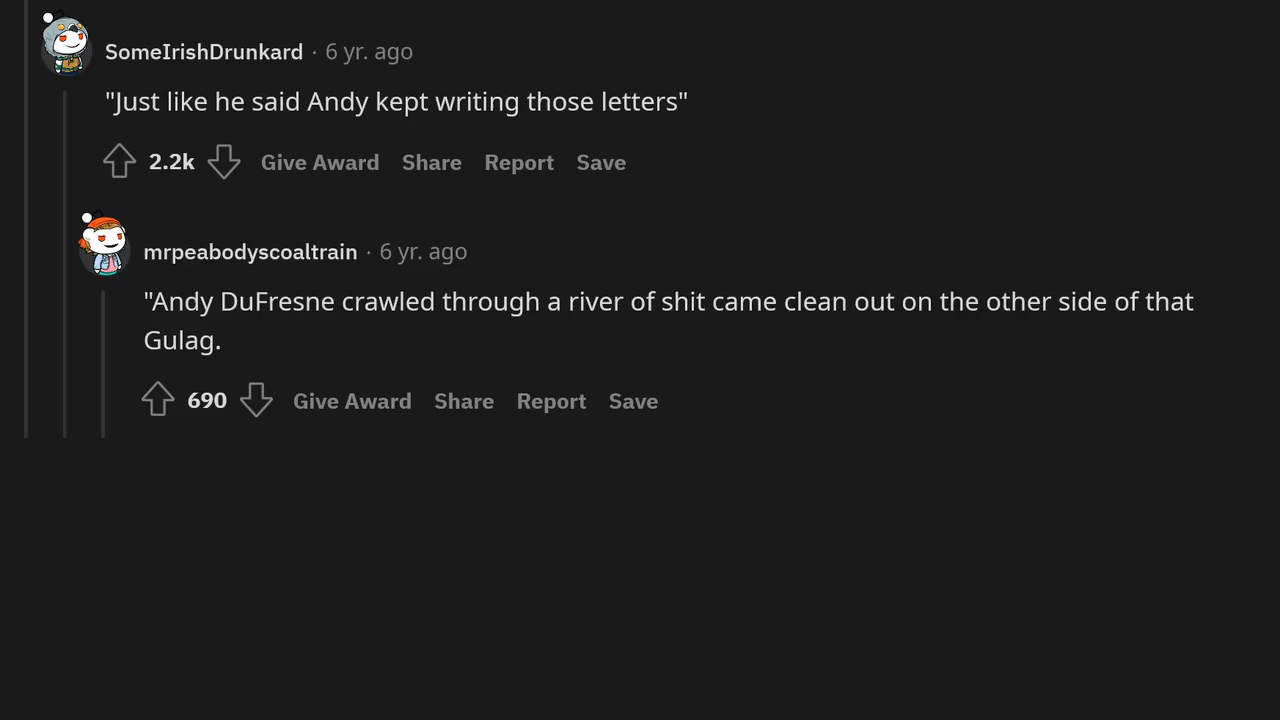 SomeIrishDrunkard · 6 yr. ago
"Just like he said Andy kept writing those letters"
2.2k Give Award Share Report Save
mrpeabodyscoaltrain · 6 yr. ago
"Andy DuFresne crawled through a river of shit came clean out on the other side of that
Gulag.
690 Give Award Share Report Save